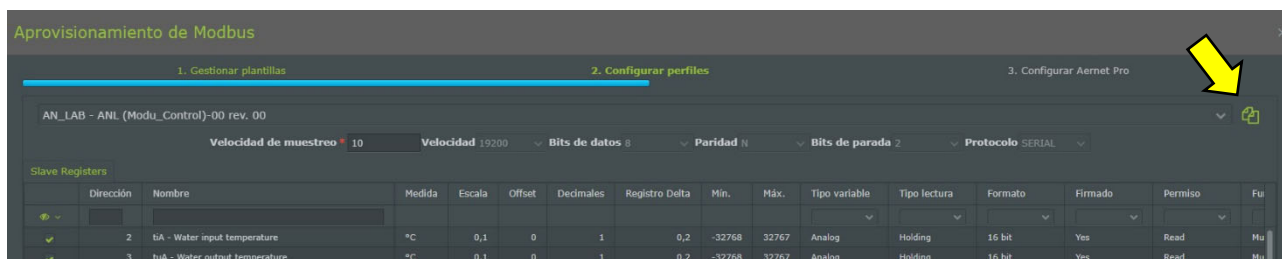 Aprovisionamiento de Modbus
1. Gestionar plantillas 2. Configurar perfiles 3. Configurar Aernet Pro
AN_LAB - ANL (Modu_Control)-00 rev. 00
Velocidad de muestreo * 10 Velocidad 19200 Bits de datos 8 Paridad N Bits de parada 2 Protocolo SERIAL
Slave Registers
Dirección Nombre Medida Escala Offset Decimales Registro Delta Mín. Máx. Tipo variable Tipo lectura Formato Firmado Permiso Fu
2 tiA - Water input temperature °C 0,1 0 1 0,2 -32768 32767 Analog Holding 16 bit Yes Read Mu
3 tuA - Water output temperature °C 0,1 0 1 0,2 -32768 32767 Analog Holding 16 bit Yes Read Mu